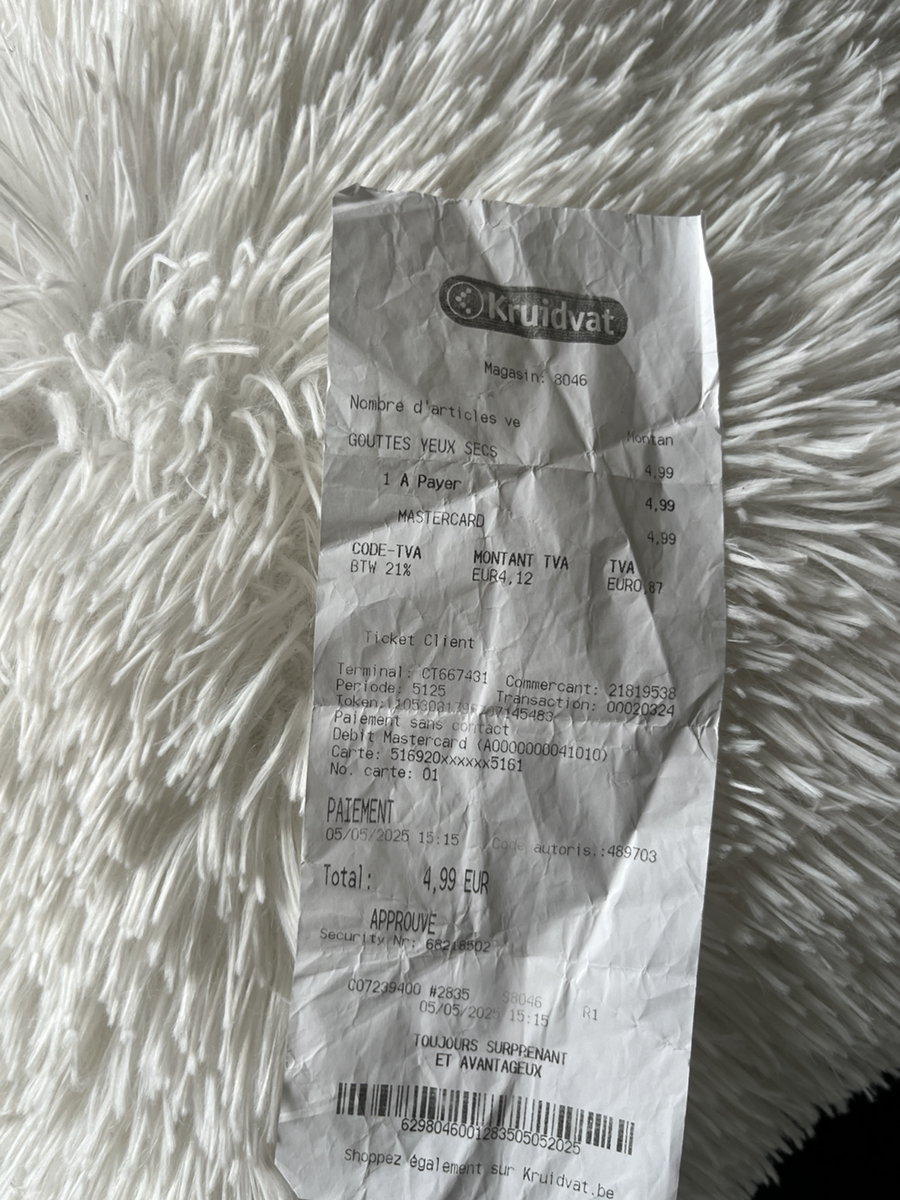 Kruidvat
Magasin: 8046
Nombre d'articles ve Montan
GOUTTES YEUX SECS 4,99
1 A Payer 4,99
MASTERCARD 4,99
CODE-TVA MONTANT TVA TVA
BTW 21% EUR4,12 EUR0,87
Ticket Client
Terminal: CT667431 Commercant: 21819538
Periode: 5125 Transaction: 00020324
Token:
Paiement sans contact
Debit Mastercard (A0000000041010)
Carte: 516920xxxxxx5161
No. carte: 01
PAIEMENT
05/05/2025 15:15 Code autoris.:489703
Total: 4,99 EUR
APPROUVE
Security Nr: 68218502
C07239400 #2835 S8046 R1
05/05/2025 15:15
TOUJOURS SURPRENANT
ET AVANTAGEUX
6298046001283505052025
Shoppez également sur Kruidvat.be